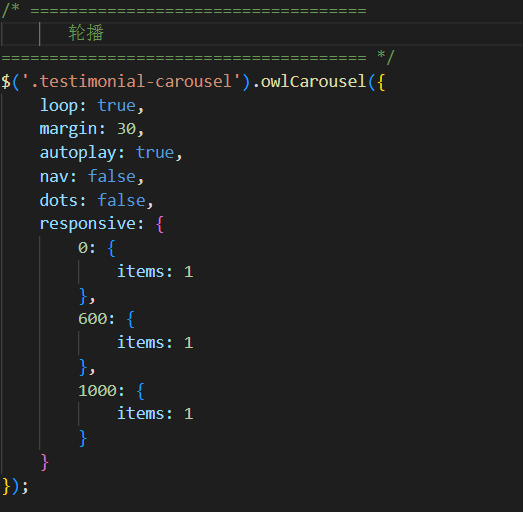 /* ===================================
轮播
====================================== */
$('.testimonial-carousel').owlCarousel({
    loop: true,
    margin: 30,
    autoplay: true,
    nav: false,
    dots: false,
    responsive: {
        0: {
            items: 1
        },
        600: {
            items: 1
        },
        1000: {
            items: 1
        }
    }
});